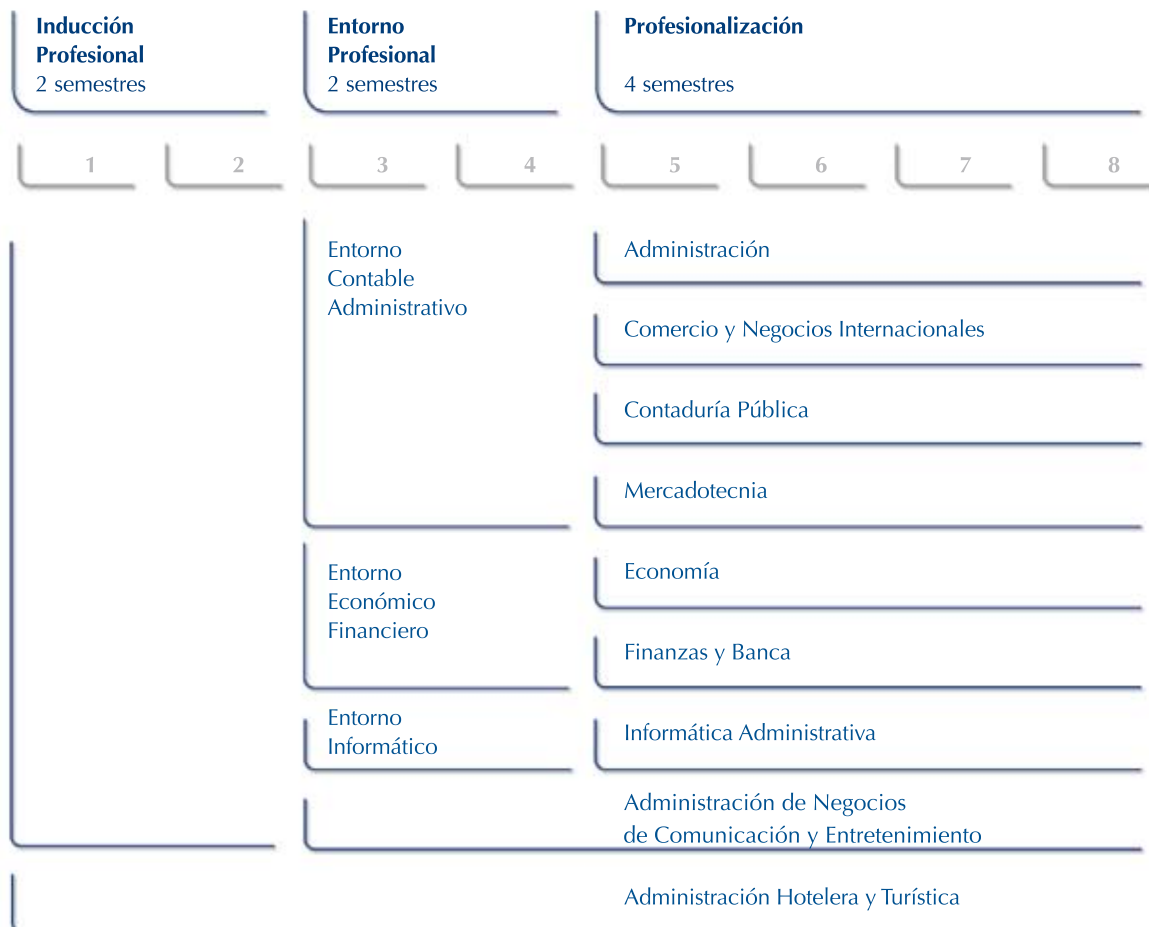 Inducción
Profesional
2 semestres
Entorno
Profesional
2 semestres
Profesionalización
4 semestres
1
2
3
4
5
6
7
8
Entorno
Contable
Administrativo
Administración
Comercio y Negocios Internacionales
Contaduría Pública
Mercadotecnia
Entorno
Económico
Financiero
Economía
Finanzas y Banca
Entorno
Informático
Informática Administrativa
Administración de Negocios
de Comunicación y Entretenimiento
Administración Hotelera y Turística